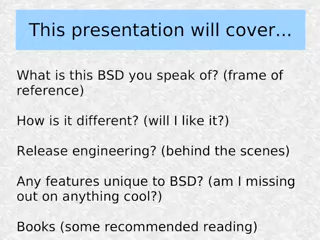 This presentation will cover...
What is this BSD you speak of? (frame of
reference)
How is it different? (will I like it?)
Release engineering? (behind the scenes)
Any features unique to BSD? (am I missing
out on anything cool?)
Books (some recommended reading)